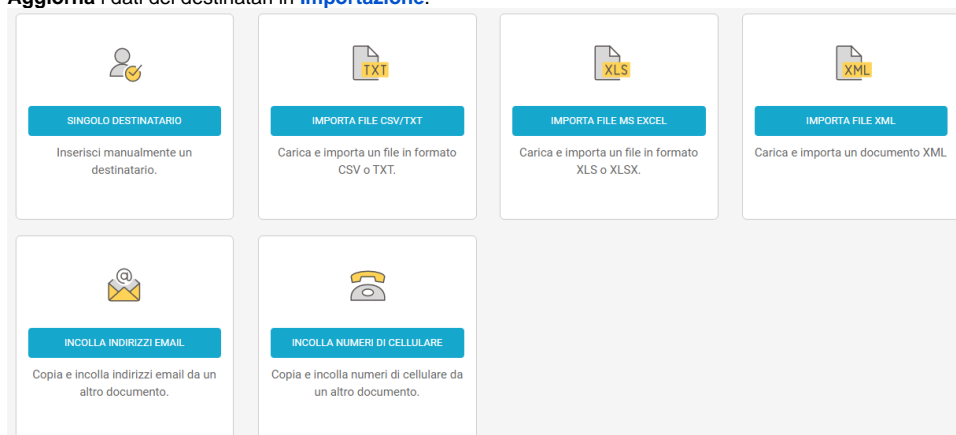 Aggiorna i dati dei destinatari in Importazione.
TXT
XLS
XML
SINGOLO DESTINATARIO
IMPORTA FILE CSV/TXT
IMPORTA FILE MS EXCEL
IMPORTA FILE XML
Inserisci manualmente un
destinatario.
Carica e importa un file in formato
CSV o TXT.
Carica e importa un file in formato
XLS o XLSX.
Carica e importa un documento XML
@
INCOLLA INDIRIZZI EMAIL
INCOLLA NUMERI DI CELLULARE
Copia e incolla indirizzi email da un
altro documento.
Copia e incolla numeri di cellulare da
un altro documento.